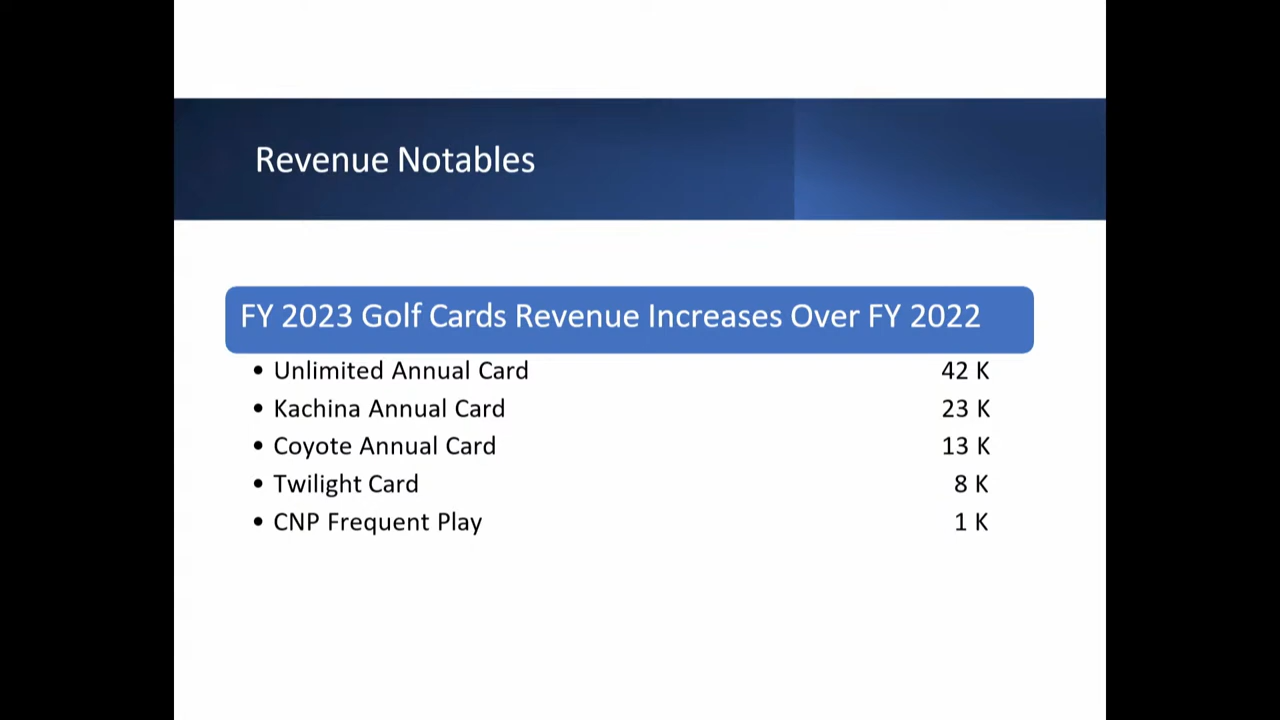 Revenue Notables
FY 2023 Golf Cards Revenue Increases Over FY 2022
• Unlimited Annual Card 42 K
• Kachina Annual Card 23 K
• Coyote Annual Card 13 K
• Twilight Card 8 K
• CNP Frequent Play 1 K